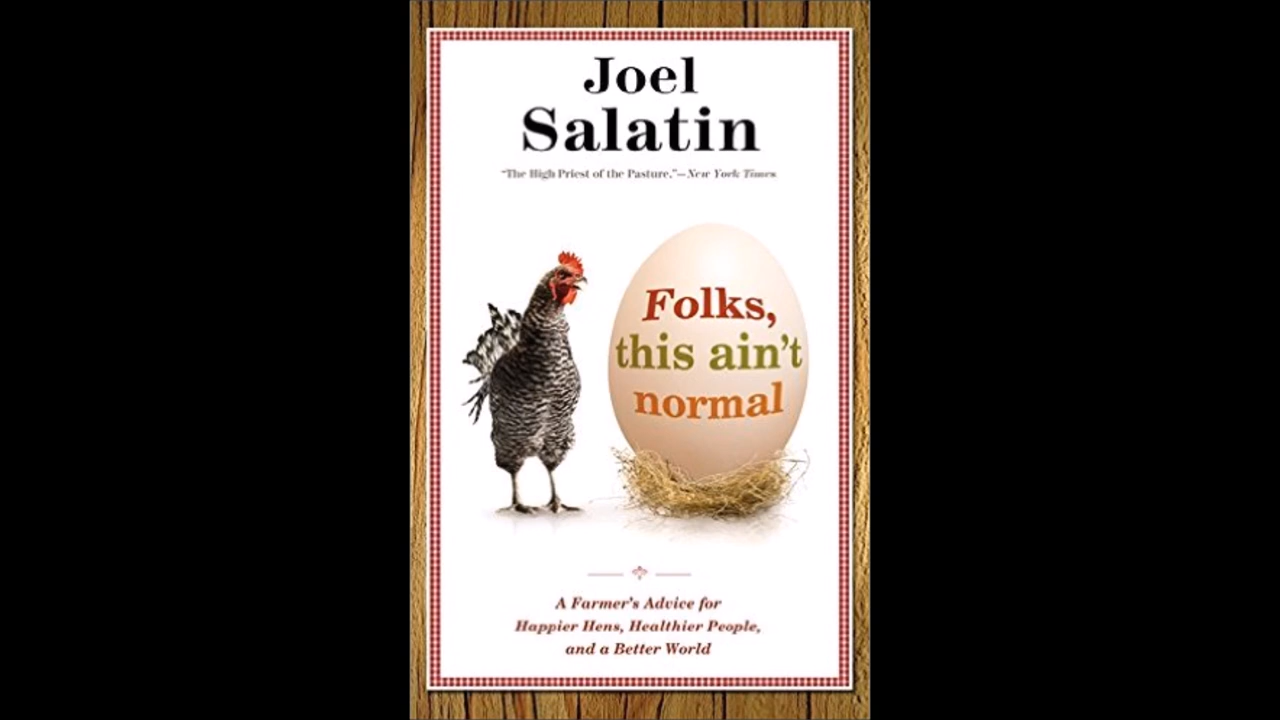 Joel
Salatin
“The High Priest of the Pasture.”—New York Times
Folks,
this ain’t
normal
A Farmer’s Advice for
Happier Hens, Healthier People,
and a Better World